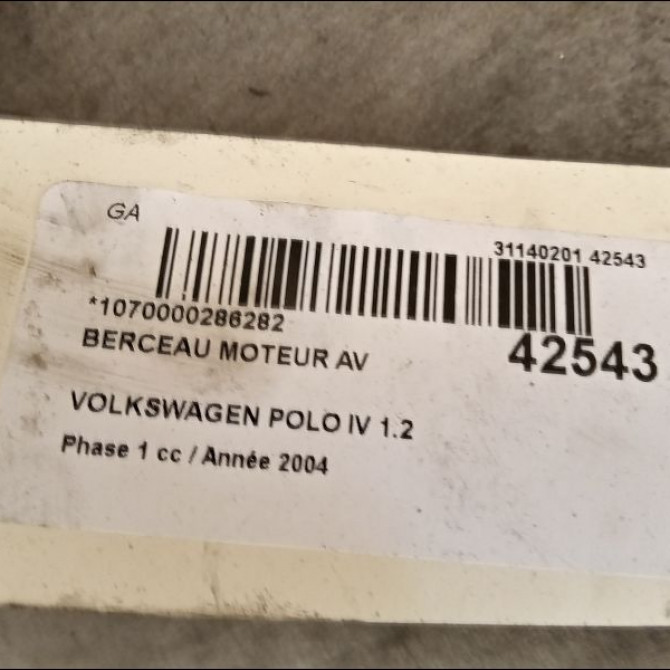 GA
31140201 42543
*1070000286282
42543
BERCEAU MOTEUR AV
VOLKSWAGEN POLO IV 1.2
Phase 1 cc / Année 2004